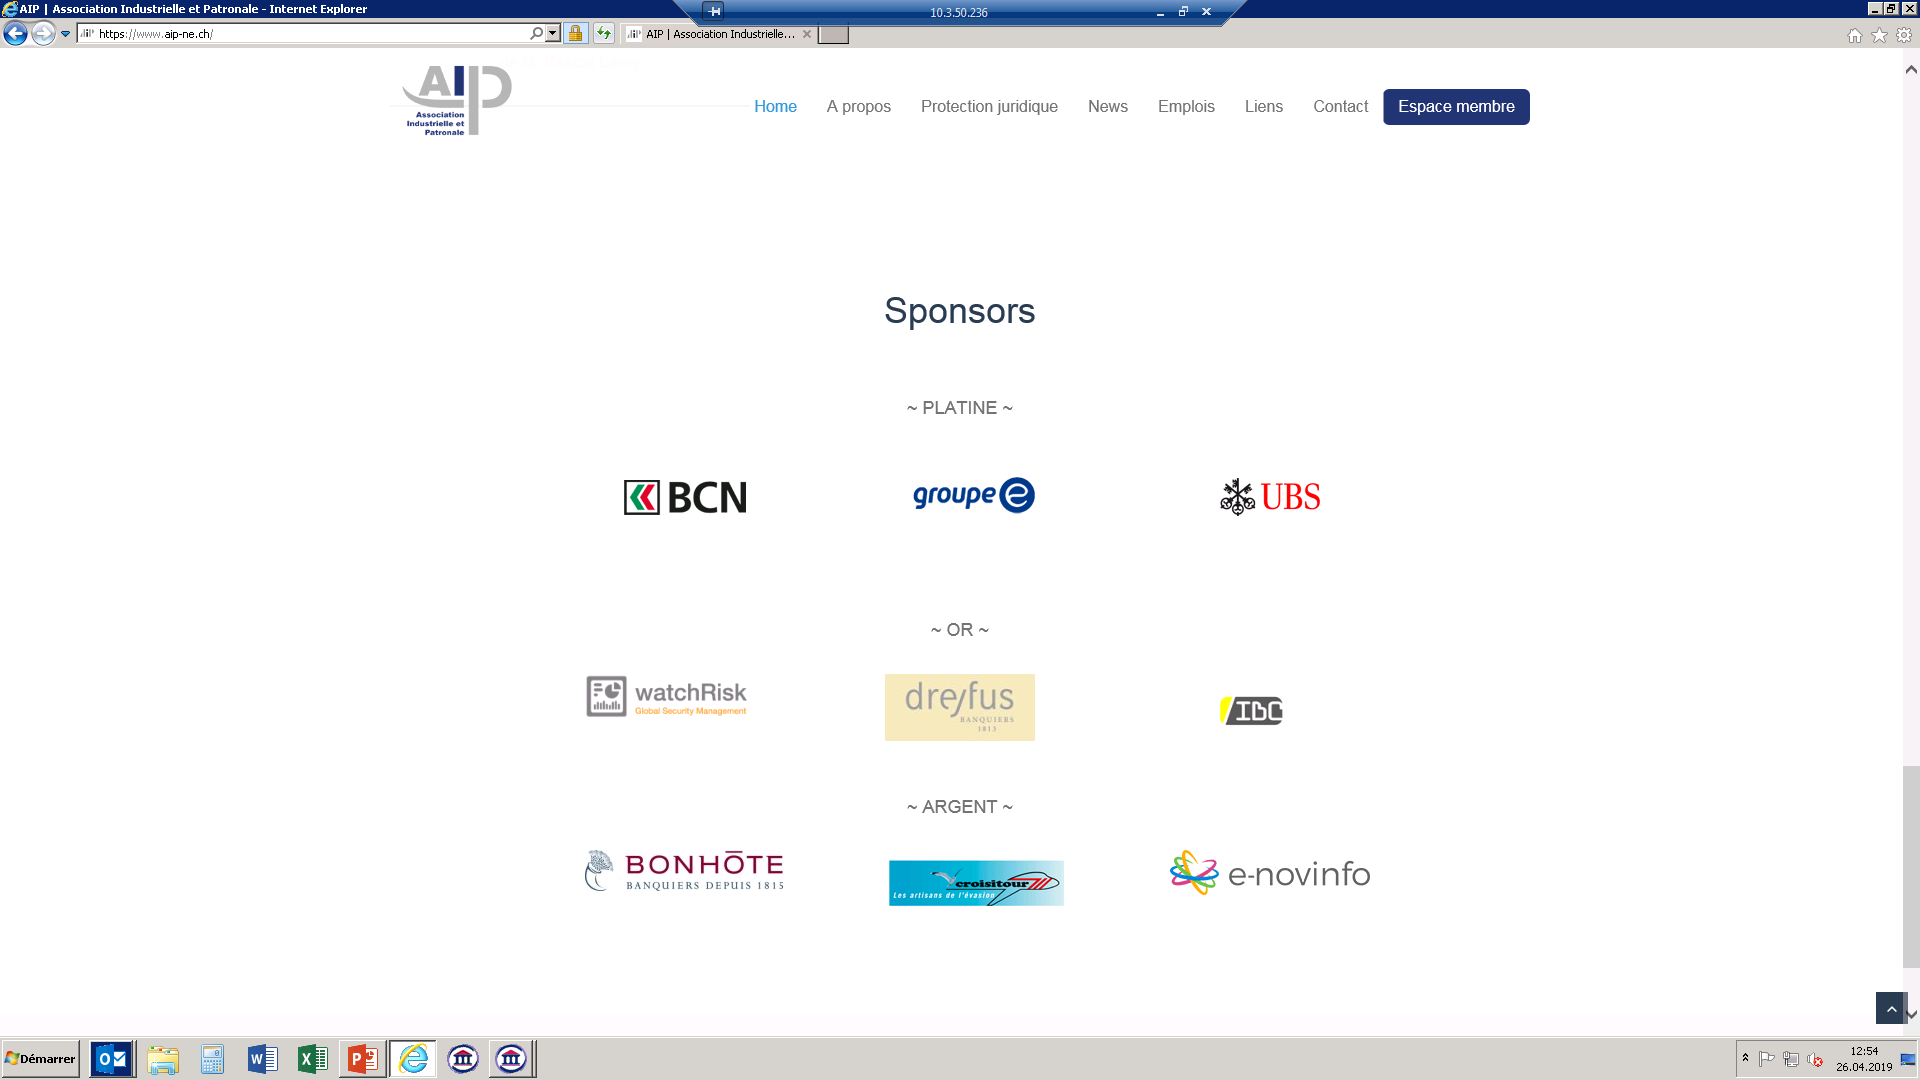 AIP | Association Industrielle et Patronale - Internet Explorer
10.3.50.236
https://www.aip-ne.ch/
AIP | Association Industrielle...
AIP
Association
Industrielle et
Patronale
Home
A propos
Protection juridique
News
Emplois
Liens
Contact
Espace membre
Sponsors
~ PLATINE ~
BCN
groupe e
UBS
~ OR ~
watchRisk
Global Security Management
dreyfus
BANQUIERS
1813
IBC
~ ARGENT ~
BONHÔTE
BANQUIERS DEPUIS 1815
croisitour
Les artisans de l'évasion
e-novinfo
Démarrer
12:54
26.04.2019